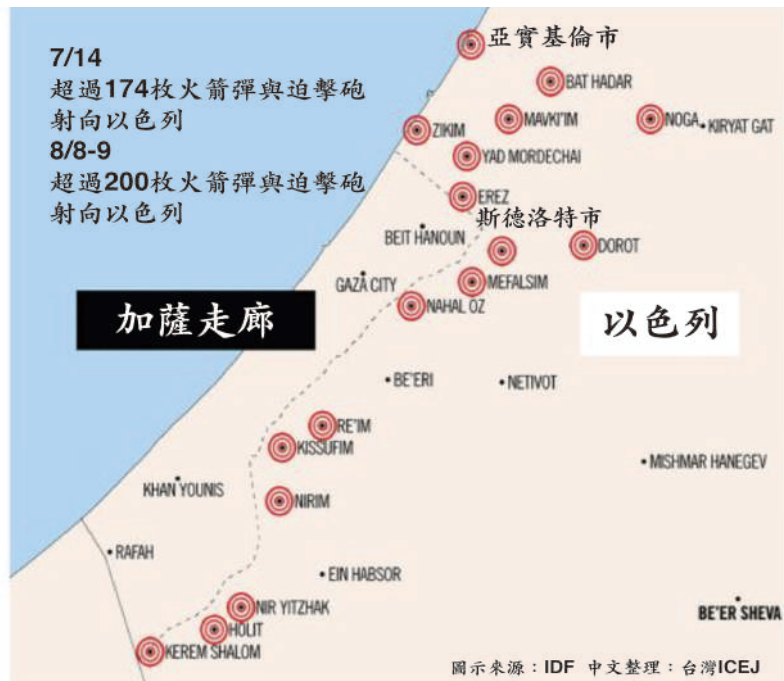 7/14
超過174枚火箭彈與迫擊砲
射向以色列
8/8-9
超過200枚火箭彈與迫擊砲
射向以色列
亞實基倫市
BAT HADAR
ZIKIM
MAVKI'IM
NOGA
KIRYAT GAT
YAD MORDECHAI
EREZ
斯德洛特市
BEIT HANOUN
DOROT
GAZA CITY
MEFALSIM
NAHAL OZ
加薩走廊
以色列
BE'ERI
NETIVOT
RE'IM
KISSUFIM
MISHMAR HANEGEV
KHAN YOUNIS
NIRIM
RAFAH
EIN HABSOR
NIR YITZHAK
BE'ER SHEVA
HOLIT
KEREM SHALOM
圖示來源：IDF 中文整理：台灣ICEJ